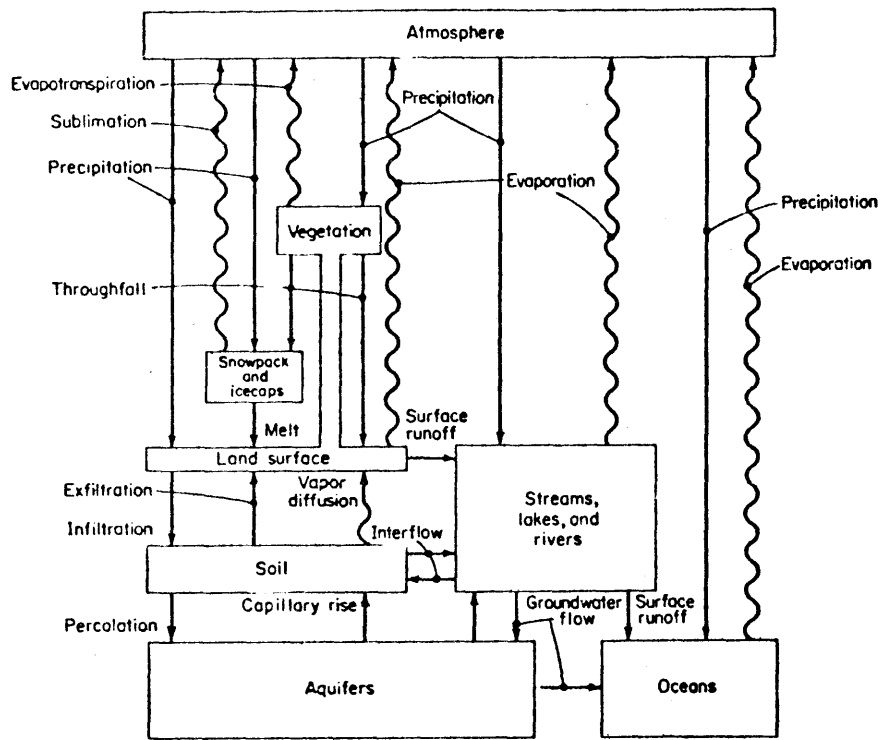 Atmosphere
Evapotranspiration
Sublimation
Precipitation
Precipitation
Evaporation
Precipitation
Evaporation
Vegetation
Throughfall
Snowpack
and
icecaps
Melt
Surface
runoff
Land surface
Exfiltration
Vapor
diffusion
Infiltration
Interflow
Streams,
lakes, and
rivers
Soil
Capillary rise
Groundwater
flow
Surface
runoff
Percolation
Aquifers
Oceans